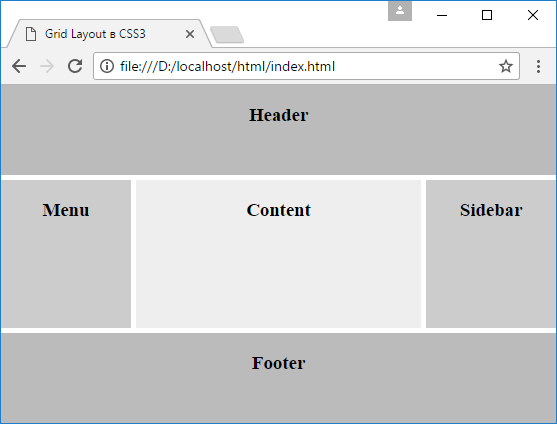 Grid Layout в CSS3
file:///D:/localhost/html/index.html
Header
Menu Content Sidebar
Footer